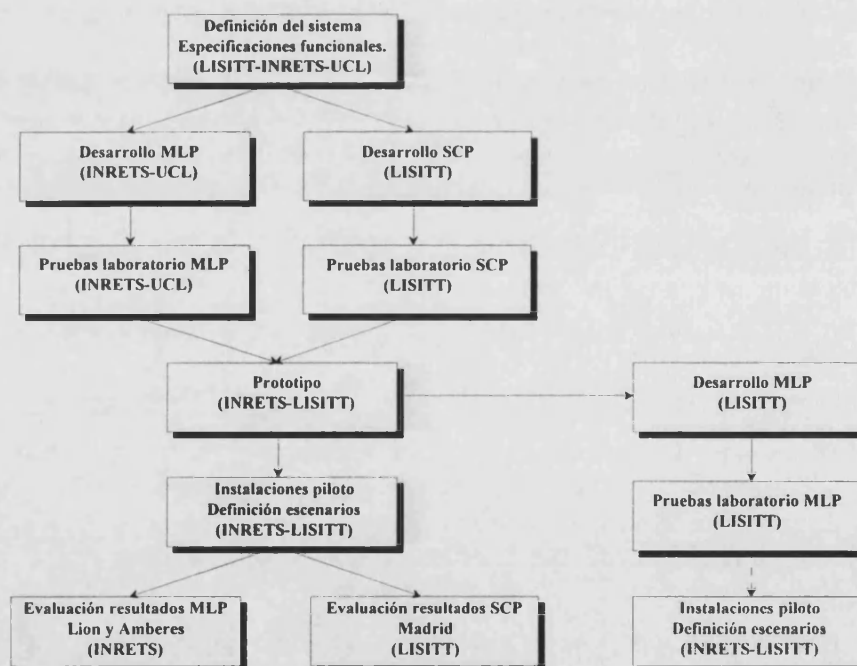 Definición del sistema
Especificaciones funcionales.
(LISITT-INRETS-UCL)
Desarrollo MLP
(INRETS-UCL)
Desarrollo SCP
(LISITT)
Pruebas laboratorio MLP
(INRETS-UCL)
Pruebas laboratorio SCP
(LISITT)
Prototipo
(INRETS-LISITT)
Desarrollo MLP
(LISITT)
Instalaciones piloto
Definición escenarios
(INRETS-LISITT)
Pruebas laboratorio MLP
(LISITT)
Evaluación resultados MLP
Lion y Amberes
(INRETS)
Evaluación resultados SCP
Madrid
(LISITT)
Instalaciones piloto
Definición escenarios
(INRETS-LISITT)